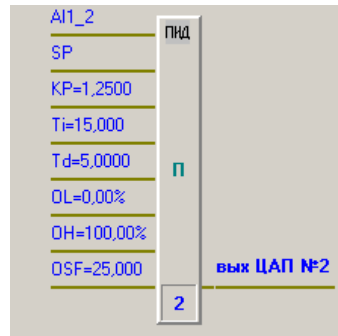 AI1_2
ПИД
SP
KP=1,2500
Ti=15,000
Td=5,0000
П
OL=0,00%
OH=100,00%
OSF=25,000
вых ЦАП №2
2